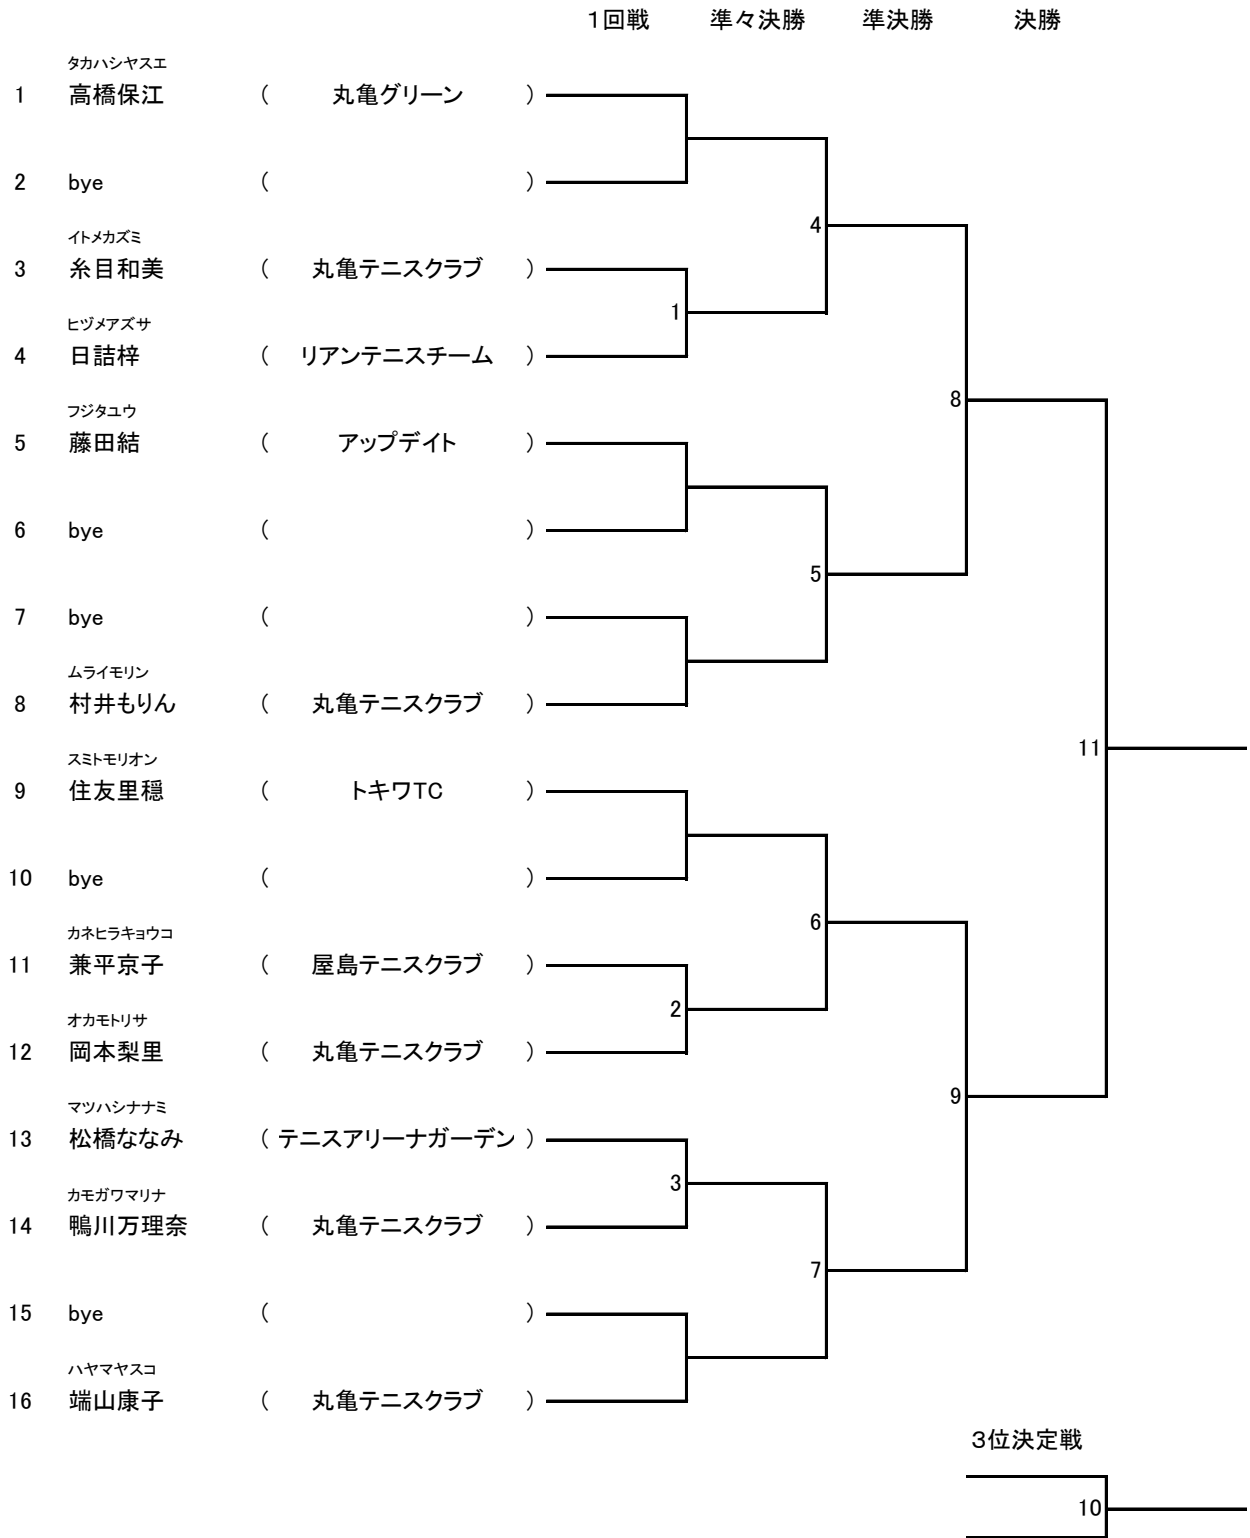 1回戦 準々決勝 準決勝 決勝
タカハシヤスエ
1 高橋保江 ( 丸亀グリーン )
2 bye ( )
4
イトメカズミ
3 糸目和美 ( 丸亀テニスクラブ )
1
ヒヅメアズサ
4 日詰梓 ( リアンテニスチーム )
8
フジタユウ
5 藤田結 ( アップデイト )
6 bye ( )
5
7 bye ( )
ムライモリン
8 村井もりん ( 丸亀テニスクラブ )
11
スミトモリオン
9 住友里穏 ( トキワTC )
10 bye ( )
6
カネヒラキョウコ
11 兼平京子 ( 屋島テニスクラブ )
2
オカモトリサ
12 岡本梨里 ( 丸亀テニスクラブ )
9
マツハシナナミ
13 松橋ななみ ( テニスアリーナガーデン )
3
カモガワマリナ
14 鴨川万理奈 ( 丸亀テニスクラブ )
7
15 bye ( )
ハヤマヤスコ
16 端山康子 ( 丸亀テニスクラブ )
3位決定戦
10